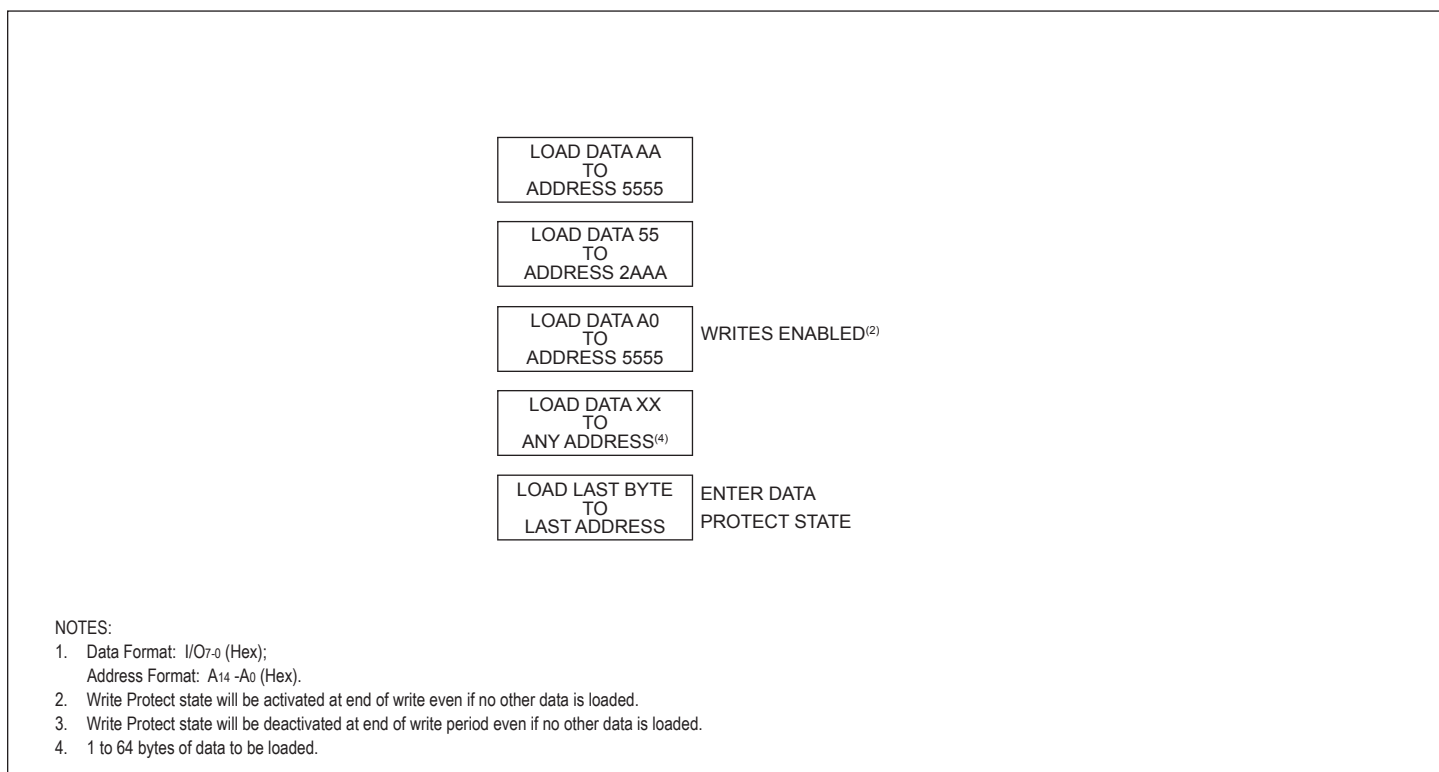 LOAD DATA AA
TO
ADDRESS 5555
LOAD DATA 55
TO
ADDRESS 2AAA
LOAD DATA A0
TO
ADDRESS 5555
WRITES ENABLED(2)
LOAD DATA XX
TO
ANY ADDRESS(4)
LOAD LAST BYTE
TO
LAST ADDRESS
ENTER DATA
PROTECT STATE
NOTES:
1. Data Format: I/O7-0 (Hex);
Address Format: A14 -A0 (Hex).
2. Write Protect state will be activated at end of write even if no other data is loaded.
3. Write Protect state will be deactivated at end of write period even if no other data is loaded.
4. 1 to 64 bytes of data to be loaded.